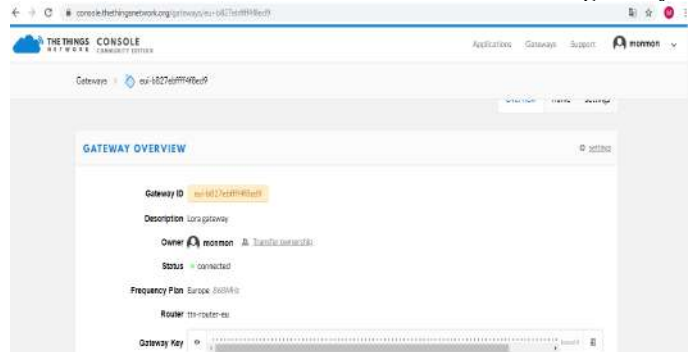 console.thethingsnetwork.org/gateways/eui-b827ebffff4f8ed9
THE THINGS CONSOLE
NETWORK COMMUNITY EDITION
Applications Gateways Support monmon
Gateways eui-b827ebffff4f8ed9
Overview Traffic Settings
GATEWAY OVERVIEW
settings
Gateway ID eui-b827ebffff4f8ed9
Description Lora gateway
Owner monmon Transfer ownership
Status connected
Frequency Plan Europe 868MHz
Router ttn-router-eu
Gateway Key base64